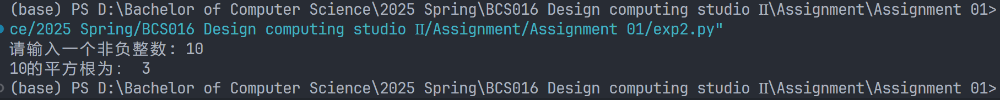 (base) PS D:\Bachelor of Computer Science\2025 Spring\BCS016 Design computing studio Ⅱ\Assignment\Assignment 01>
ce/2025 Spring/BCS016 Design computing studio Ⅱ/Assignment/Assignment 01/exp2.py"
请输入一个非负整数: 10
10的平方根为： 3
(base) PS D:\Bachelor of Computer Science\2025 Spring\BCS016 Design computing studio Ⅱ\Assignment\Assignment 01>